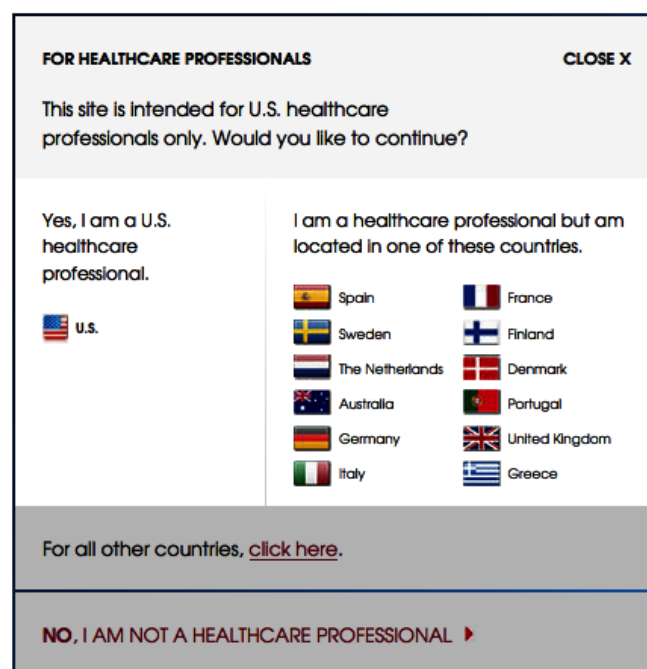 FOR HEALTHCARE PROFESSIONALS
CLOSE X
This site is intended for U.S. healthcare
professionals only. Would you like to continue?
Yes, I am a U.S.
healthcare
professional.
U.S.
I am a healthcare professional but am
located in one of these countries.
Spain
France
Sweden
Finland
The Netherlands
Denmark
Australia
Portugal
Germany
United Kingdom
Italy
Greece
For all other countries, click here.
NO, I AM NOT A HEALTHCARE PROFESSIONAL